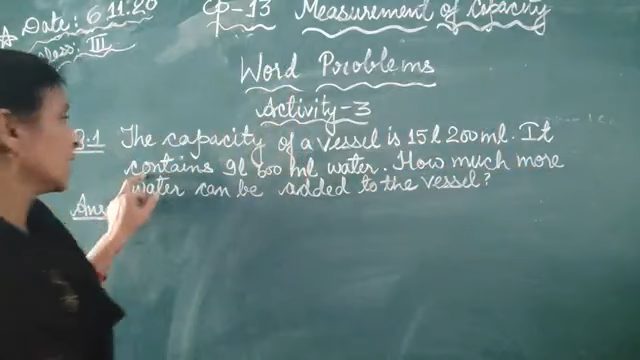 Date: 6.11.20
Class: III
CP-13 Measurement of Capacity
Word Problems
Activity-3
Q.1 The capacity of a vessel is 15 l 200 ml. It
contains 9l 600 ml water. How much more
water can be added to the vessel?
Ans